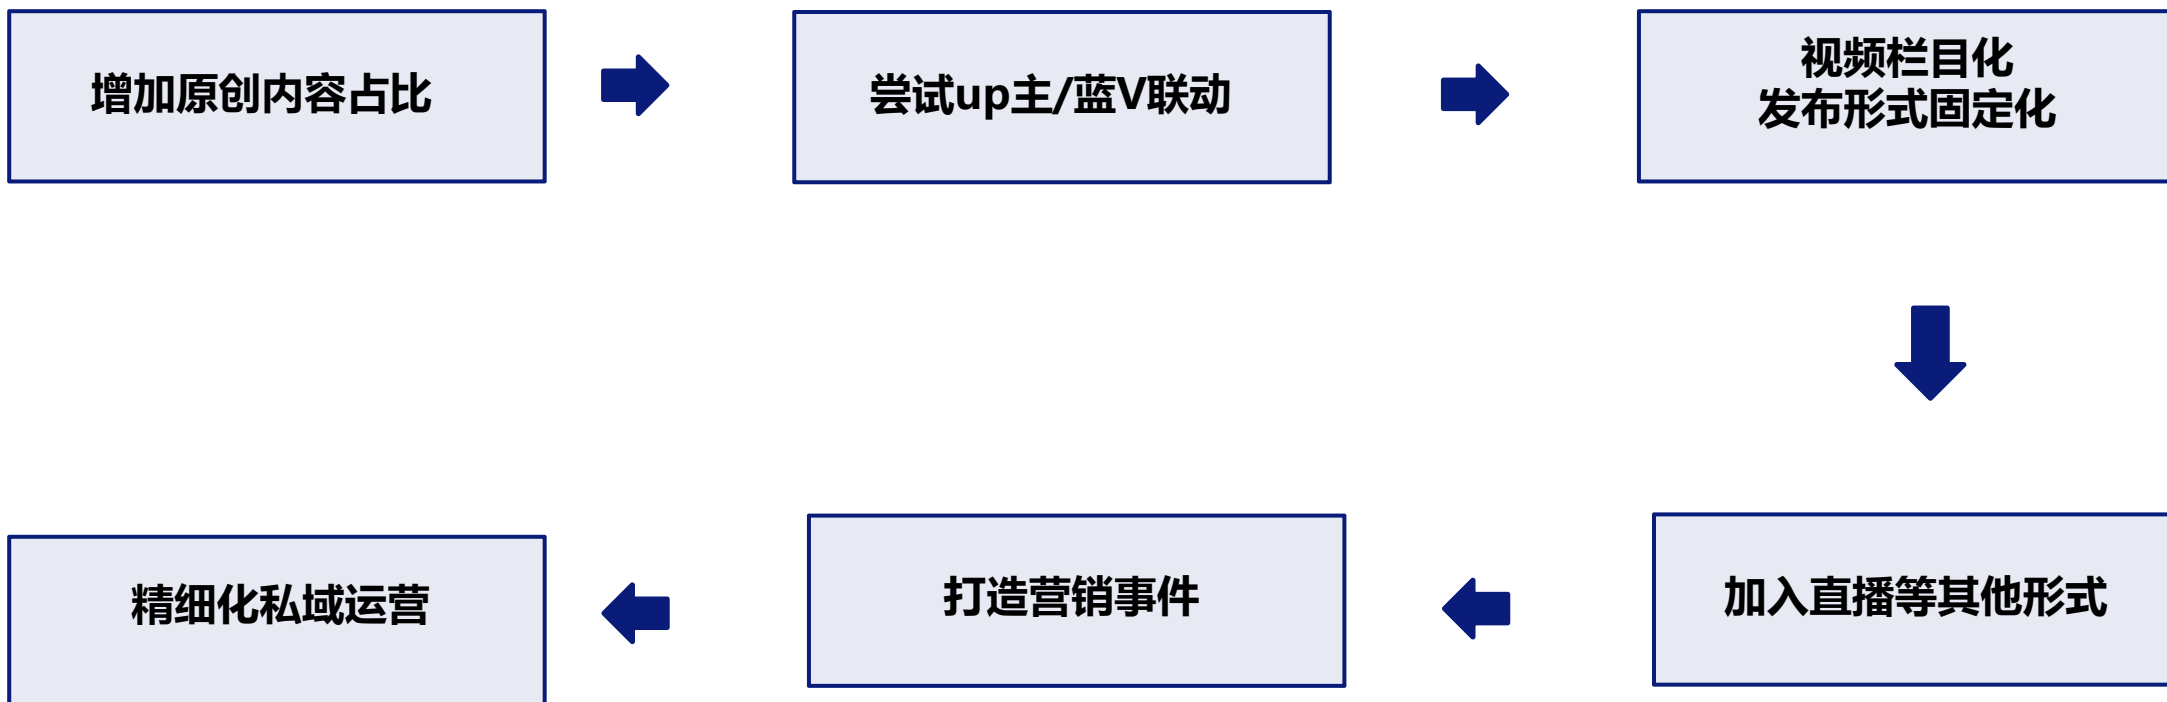 增加原创内容占比
尝试up主/蓝V联动
视频栏目化
发布形式固定化
加入直播等其他形式
打造营销事件
精细化私域运营